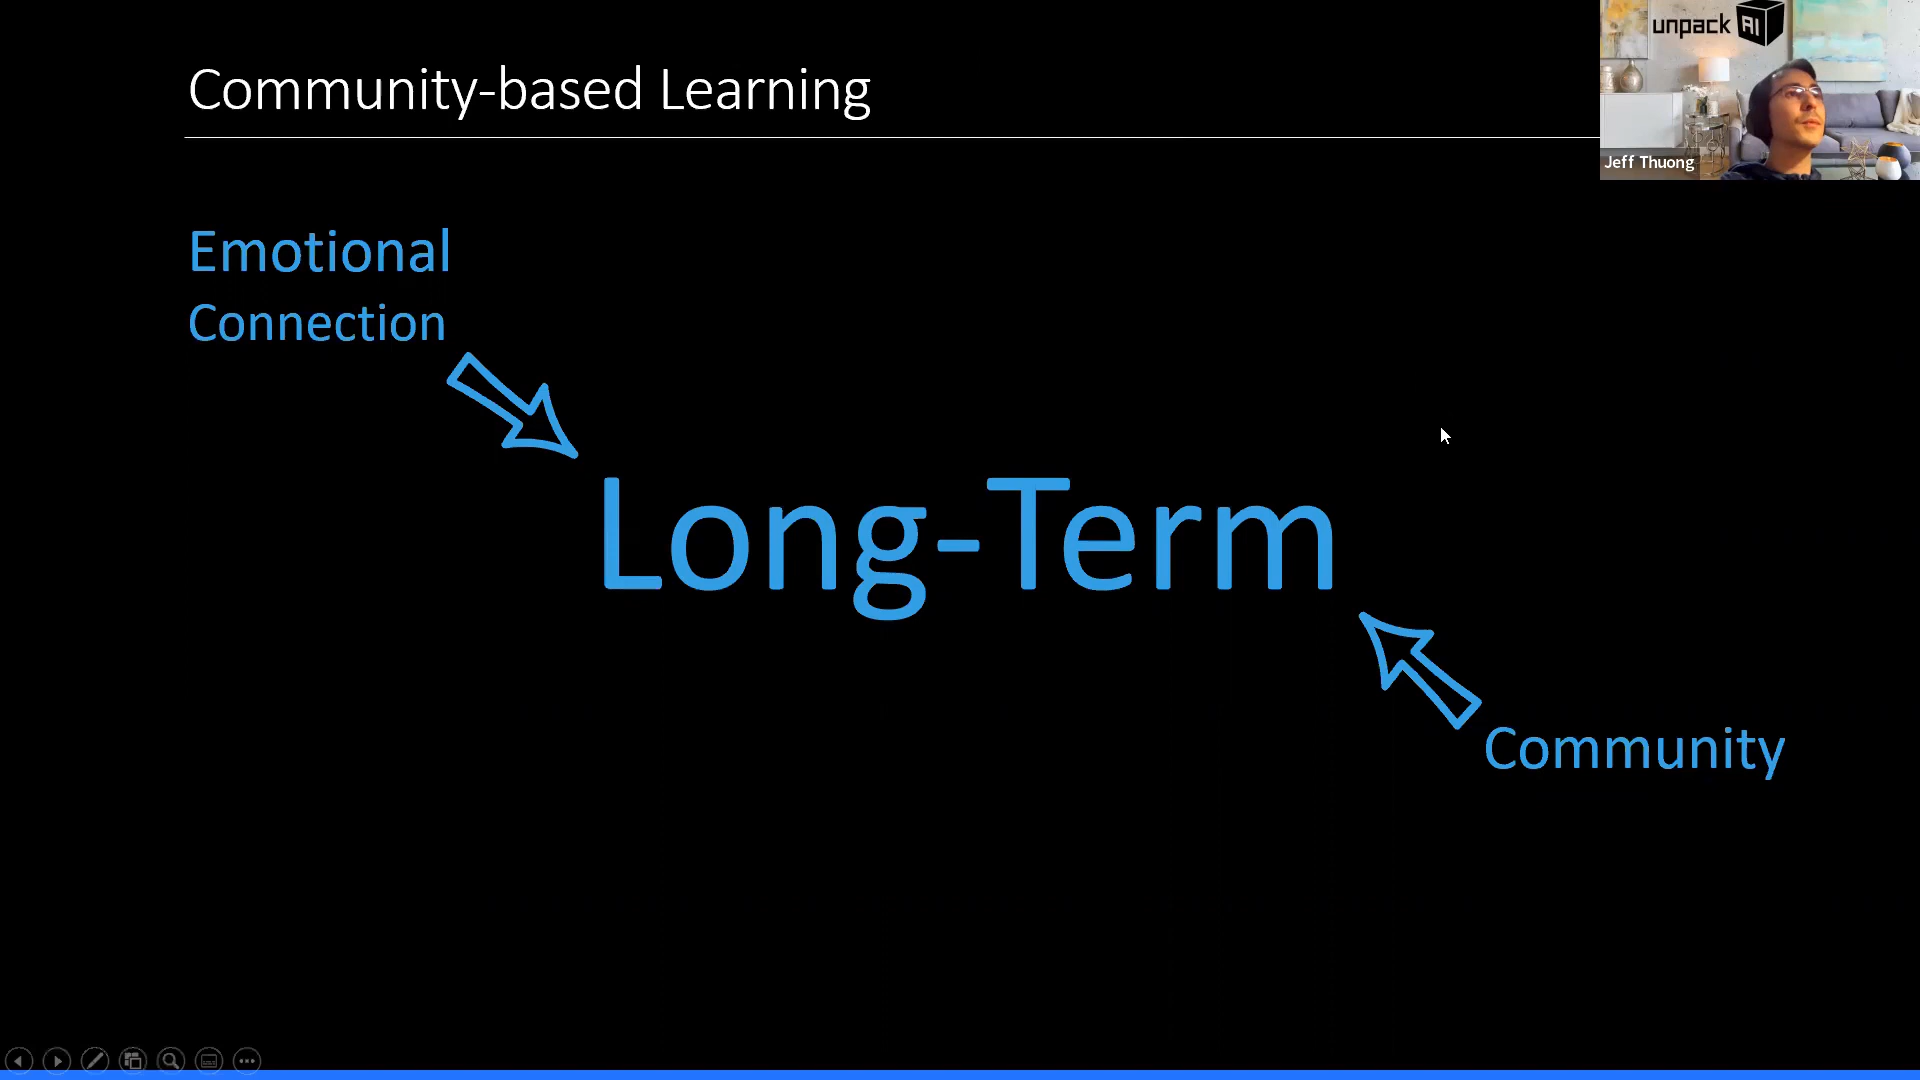 Community-based Learning
unpack AI
Jeff Thuong
Emotional
Connection
Long-Term
Community